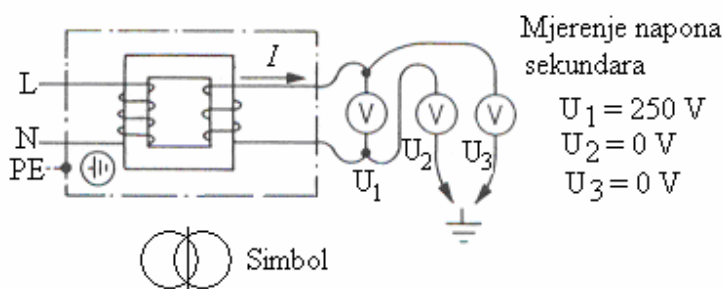 Mjerenje napona
sekundara
U1 = 250 V
U2 = 0 V
U3 = 0 V
I
L
N
PE
V
V
V
U1
U2
U3
Simbol